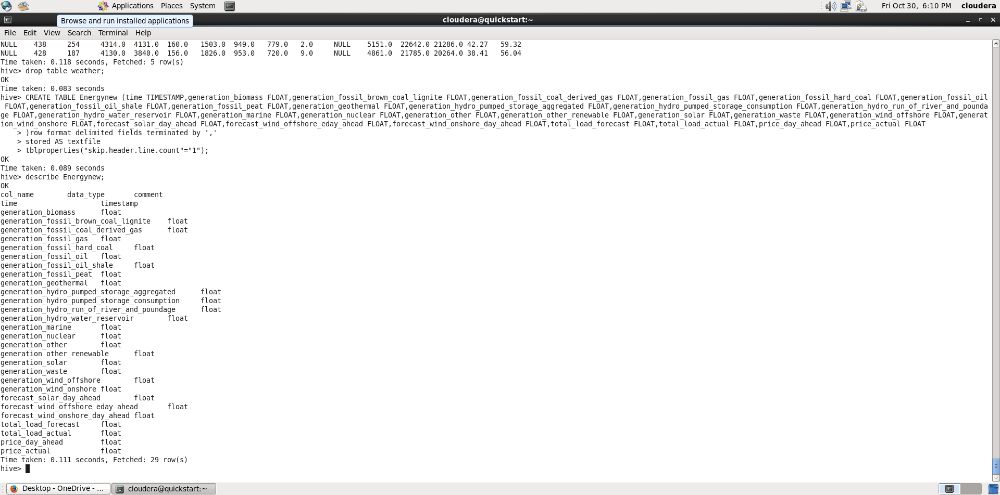 Applications Places System Fri Oct 30, 6:10 PM cloudera
Browse and run installed applications
cloudera@quickstart:~
File Edit View Search Terminal Help
NULL 438 254 4314.0 4131.0 160.0 1503.0 949.0 779.0 2.0 NULL 5151.0 22642.0 21286.0 42.27 59.32
NULL 428 187 4130.0 3840.0 156.0 1826.0 953.0 720.0 9.0 NULL 4861.0 21785.0 20264.0 38.41 56.04
Time taken: 0.118 seconds, Fetched: 5 row(s)
hive> drop table weather;
OK
Time taken: 0.083 seconds
hive> CREATE TABLE Energynew (time TIMESTAMP,generation_biomass FLOAT,generation_fossil_brown_coal_lignite FLOAT,generation_fossil_coal_derived_gas FLOAT,generation_fossil_gas FLOAT,generation_fossil_hard_coal FLOAT,generation_fossil_oil
FLOAT,generation_fossil_oil_shale FLOAT,generation_fossil_peat FLOAT,generation_geothermal FLOAT,generation_hydro_pumped_storage_aggregated FLOAT,generation_hydro_pumped_storage_consumption FLOAT,generation_hydro_run_of_river_and_pounda
ge FLOAT,generation_hydro_water_reservoir FLOAT,generation_marine FLOAT,generation_nuclear FLOAT,generation_other FLOAT,generation_other_renewable FLOAT,generation_solar FLOAT,generation_waste FLOAT,generation_wind_offshore FLOAT,generat
ion_wind_onshore FLOAT,forecast_solar_day_ahead FLOAT,forecast_wind_offshore_eday_ahead FLOAT,forecast_wind_onshore_day_ahead FLOAT,total_load_forecast FLOAT,total_load_actual FLOAT,price_day_ahead FLOAT,price_actual FLOAT
> )row format delimited fields terminated by ','
> stored AS textfile
> tblproperties("skip.header.line.count"="1");
OK
Time taken: 0.089 seconds
hive> describe Energynew;
OK
col_name data_type comment
time timestamp
generation_biomass float
generation_fossil_brown_coal_lignite float
generation_fossil_coal_derived_gas float
generation_fossil_gas float
generation_fossil_hard_coal float
generation_fossil_oil float
generation_fossil_oil_shale float
generation_fossil_peat float
generation_geothermal float
generation_hydro_pumped_storage_aggregated float
generation_hydro_pumped_storage_consumption float
generation_hydro_run_of_river_and_poundage float
generation_hydro_water_reservoir float
generation_marine float
generation_nuclear float
generation_other float
generation_other_renewable float
generation_solar float
generation_waste float
generation_wind_offshore float
generation_wind_onshore float
forecast_solar_day_ahead float
forecast_wind_offshore_eday_ahead float
forecast_wind_onshore_day_ahead float
total_load_forecast float
total_load_actual float
price_day_ahead float
price_actual float
Time taken: 0.111 seconds, Fetched: 29 row(s)
hive>
Desktop - OneDrive - ... cloudera@quickstart:~